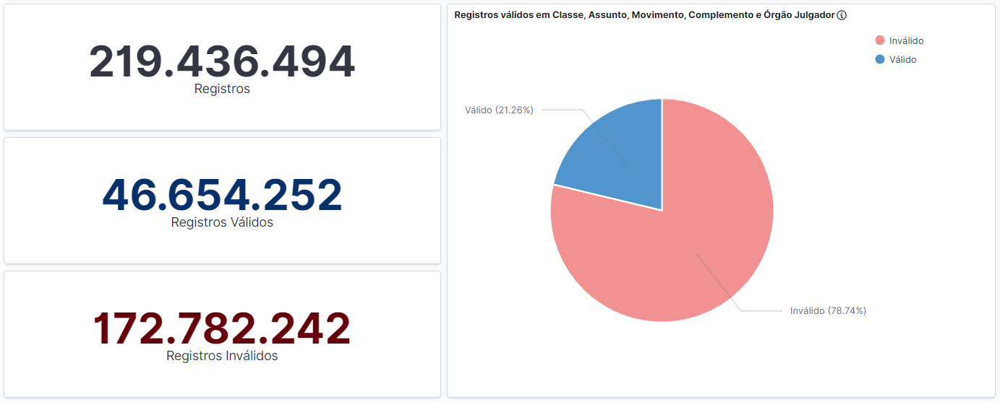 219.436.494
Registros
46.654.252
Registros Válidos
172.782.242
Registros Inválidos
Registros válidos em Classe, Assunto, Movimento, Complemento e Órgão Julgador
Inválido
Válido
Válido (21.26%)
Inválido (78.74%)